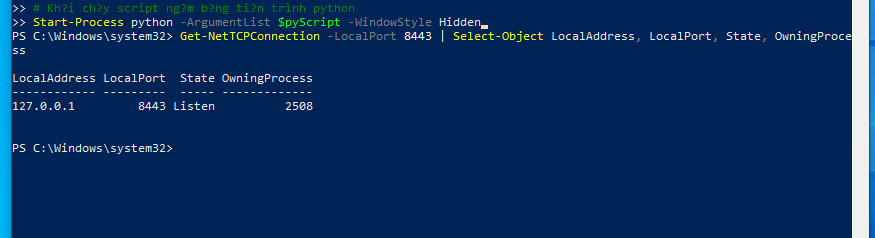 >> # Kh?i ch?y script ng?m b?ng ti?n trình python
>> Start-Process python -ArgumentList $pyScript -WindowStyle Hidden
PS C:\Windows\system32> Get-NetTCPConnection -LocalPort 8443 | Select-Object LocalAddress, LocalPort, State, OwningProce
ss
LocalAddress LocalPort  State OwningProcess
------------ ---------  ----- -------------
127.0.0.1         8443 Listen          2508
PS C:\Windows\system32>